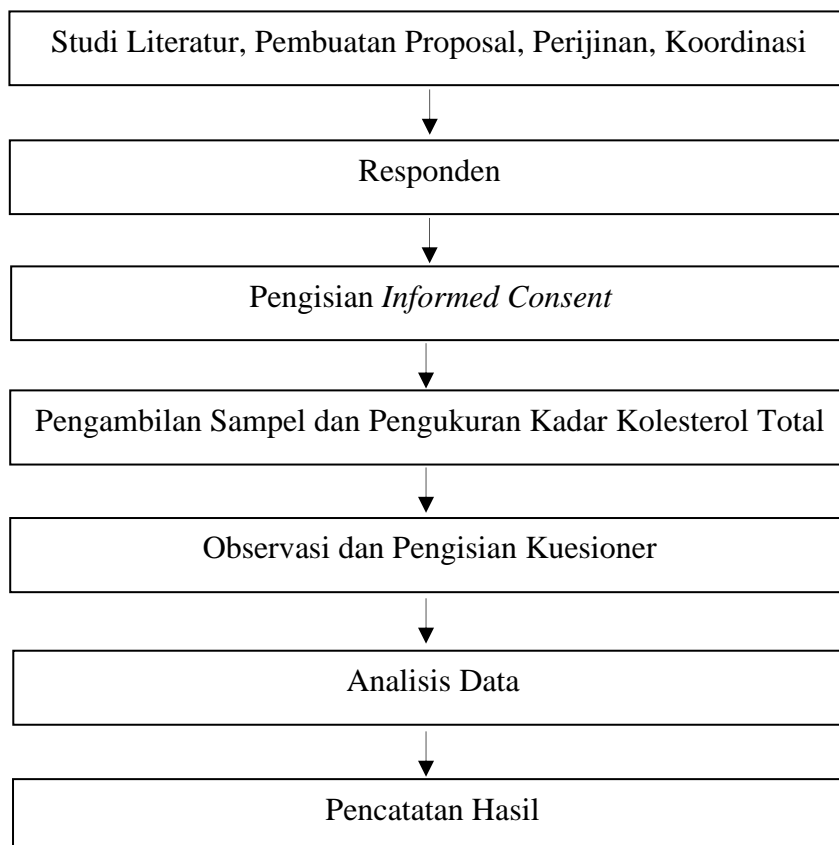 Studi Literatur, Pembuatan Proposal, Perijinan, Koordinasi
Responden
Pengisian Informed Consent
Pengambilan Sampel dan Pengukuran Kadar Kolesterol Total
Observasi dan Pengisian Kuesioner
Analisis Data
Pencatatan Hasil